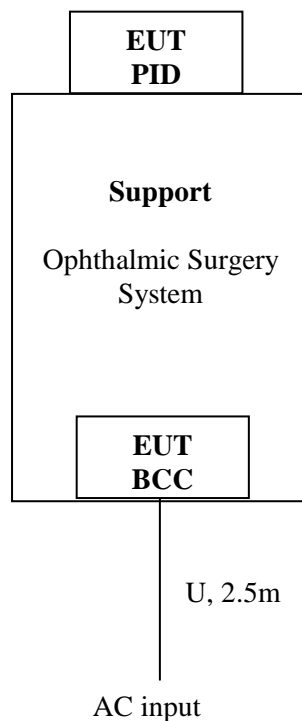 EUT
PID
Support
Ophthalmic Surgery
System
EUT
BCC
U, 2.5m
AC input